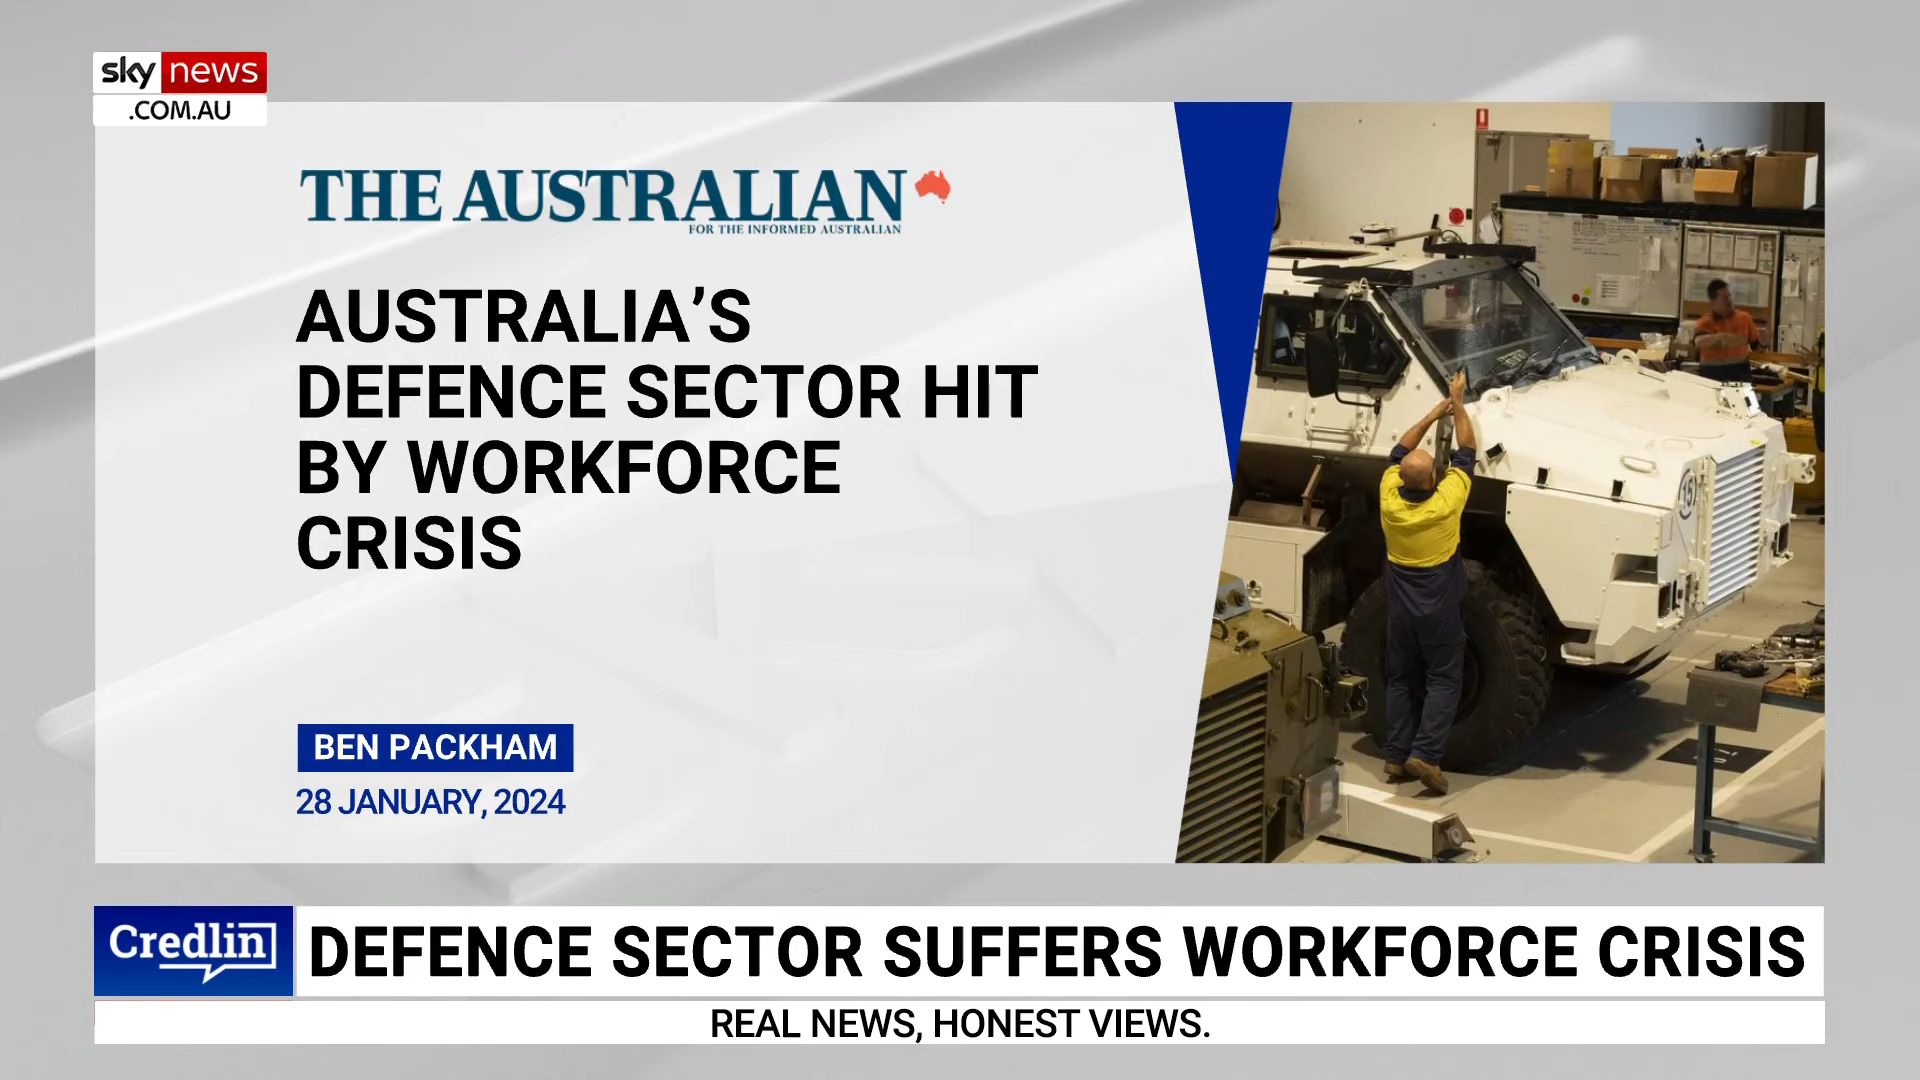 sky news
.COM.AU
THE AUSTRALIAN
FOR THE INFORMED AUSTRALIAN
AUSTRALIA’S
DEFENCE SECTOR HIT
BY WORKFORCE
CRISIS
BEN PACKHAM
28 JANUARY, 2024
15
Credlin
DEFENCE SECTOR SUFFERS WORKFORCE CRISIS
REAL NEWS, HONEST VIEWS.